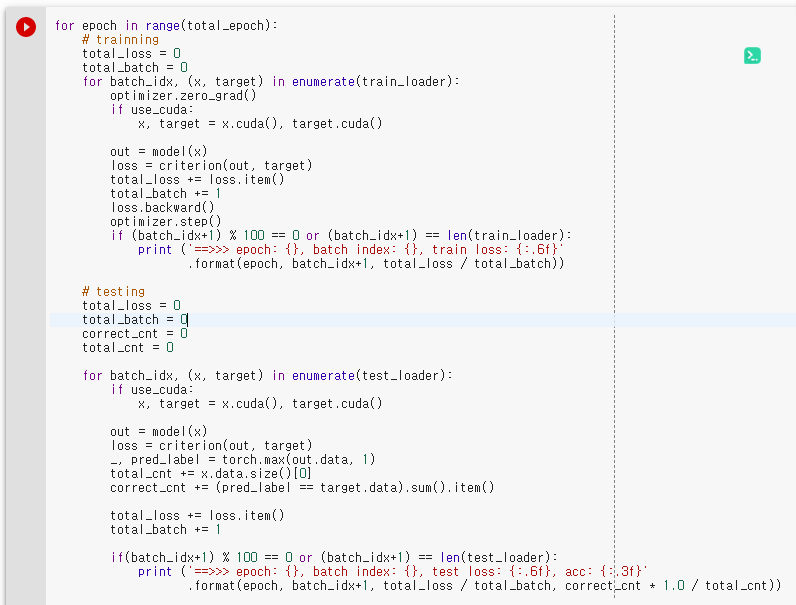 for epoch in range(total_epoch):
    # trainning
    total_loss = 0
    total_batch = 0
    for batch_idx, (x, target) in enumerate(train_loader):
        optimizer.zero_grad()
        if use_cuda:
            x, target = x.cuda(), target.cuda()

        out = model(x)
        loss = criterion(out, target)
        total_loss += loss.item()
        total_batch += 1
        loss.backward()
        optimizer.step()
        if (batch_idx+1) % 100 == 0 or (batch_idx+1) == len(train_loader):
            print ('==>>> epoch: {}, batch index: {}, train loss: {:.6f}'
                   .format(epoch, batch_idx+1, total_loss / total_batch))

    # testing
    total_loss = 0
    total_batch = 0
    correct_cnt = 0
    total_cnt = 0

    for batch_idx, (x, target) in enumerate(test_loader):
        if use_cuda:
            x, target = x.cuda(), target.cuda()

        out = model(x)
        loss = criterion(out, target)
        _, pred_label = torch.max(out.data, 1)
        total_cnt += x.data.size()[0]
        correct_cnt += (pred_label == target.data).sum().item()

        total_loss += loss.item()
        total_batch += 1

        if(batch_idx+1) % 100 == 0 or (batch_idx+1) == len(test_loader):
            print ('==>>> epoch: {}, batch index: {}, test loss: {:.6f}, acc: {:.3f}'
                   .format(epoch, batch_idx+1, total_loss / total_batch, correct_cnt * 1.0 / total_cnt))